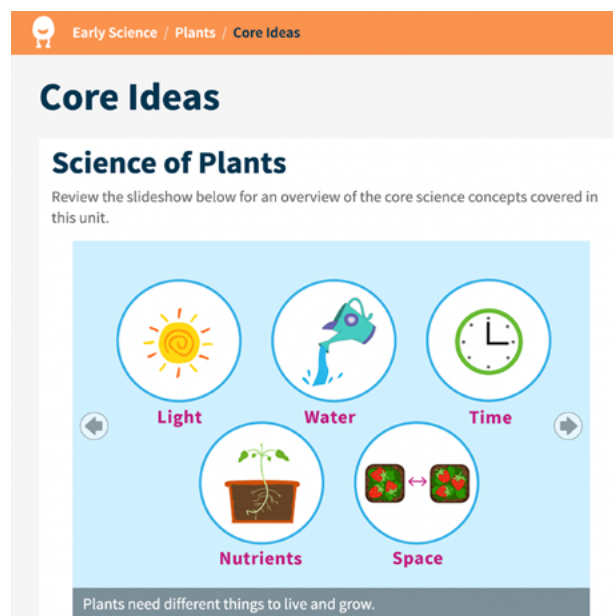 Early Science / Plants / Core Ideas
Core Ideas
Science of Plants
Review the slideshow below for an overview of the core science concepts covered in
this unit.
Light
Water
Time
Nutrients
Space
Plants need different things to live and grow.